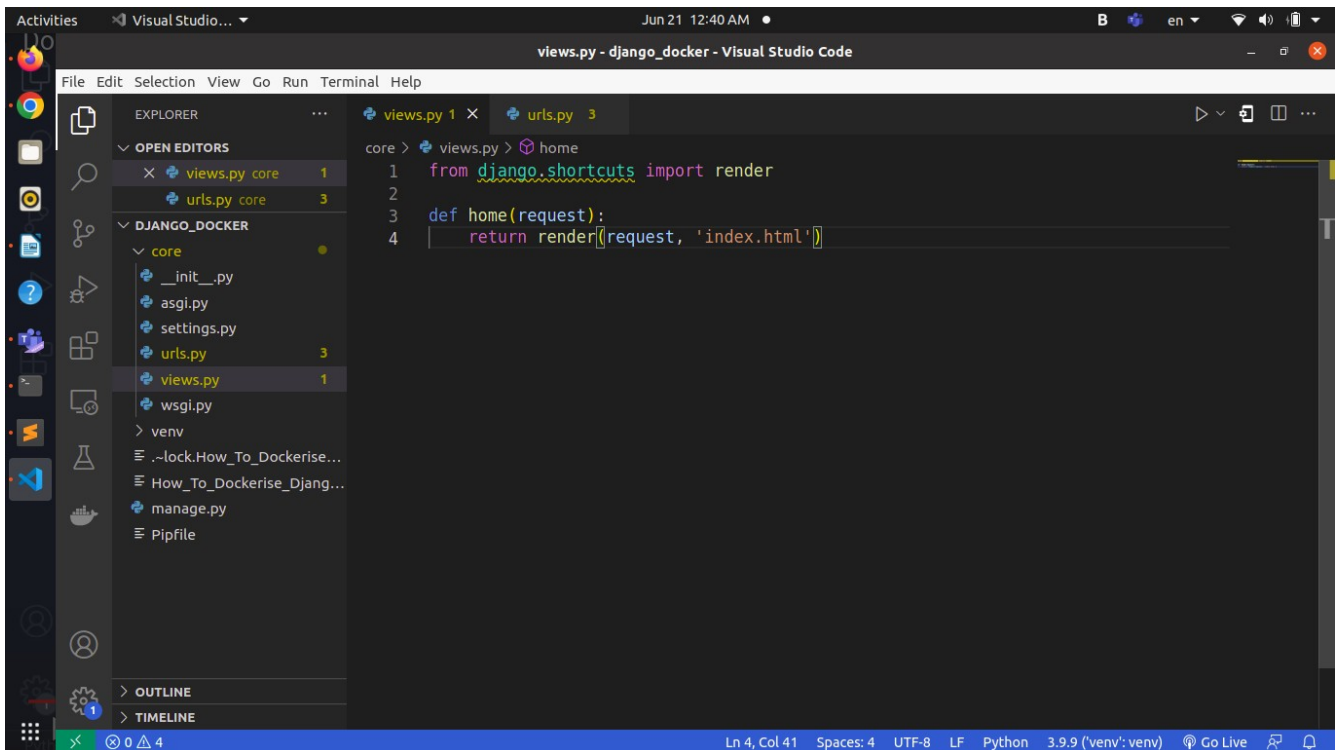 Activities Visual Studio... Jun 21 12:40 AM B en
views.py - django_docker - Visual Studio Code
File Edit Selection View Go Run Terminal Help
EXPLORER ... views.py 1 urls.py 3
OPEN EDITORS
views.py core 1
urls.py core 3
DJANGO_DOCKER
core
__init__.py
asgi.py
settings.py
urls.py 3
views.py 1
wsgi.py
venv
.~lock.How_To_Dockerise...
How_To_Dockerise_Djang...
manage.py
Pipfile
OUTLINE
TIMELINE
core > views.py > home
1 from django.shortcuts import render
2
3 def home(request):
4 return render(request, 'index.html')
1
0 4 Ln 4, Col 41 Spaces: 4 UTF-8 LF Python 3.9.9 ('venv': venv) Go Live